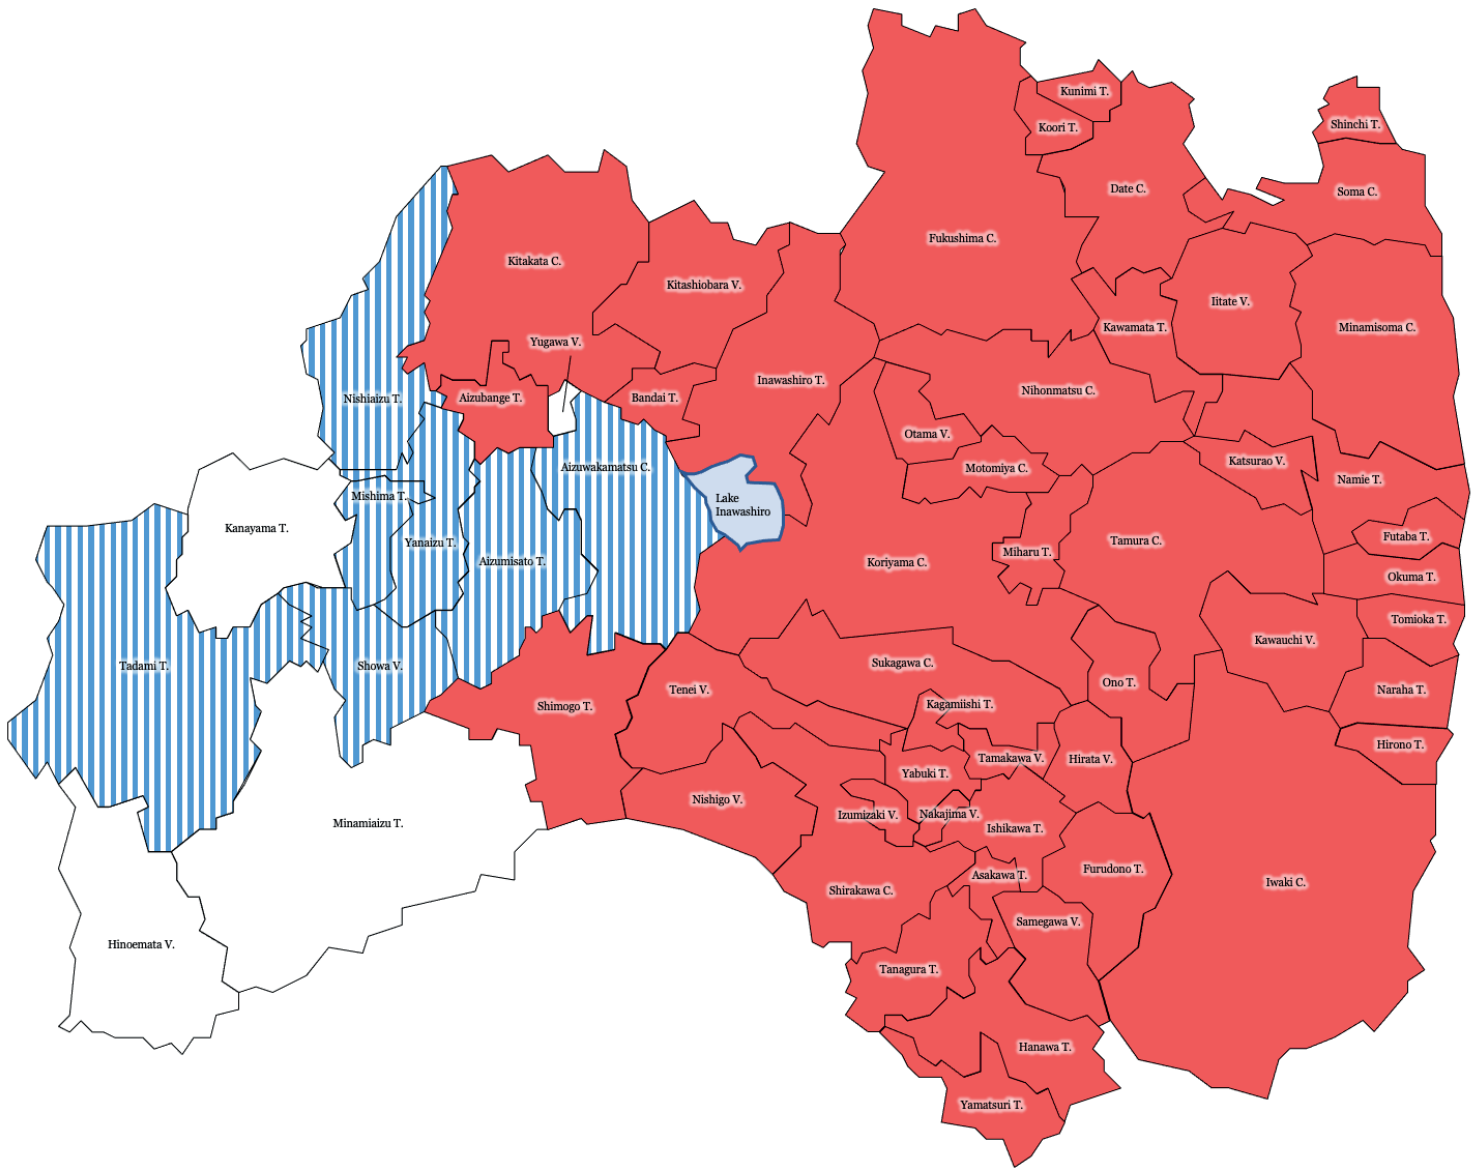 Kunimi T.
Shinchi T.
Koori T.
Date C.
Soma C.
Fukushima C.
Kitakata C.
Kitashiobara V.
Iitate V.
Kawamata T.
Minamisoma C.
Yugawa V.
Inawashiro T.
Nihonmatsu C.
Nishiaizu T.
Aizubange T.
Bandai T.
Otama V.
Katsurao V.
Aizuwakamatsu C.
Motomiya C.
Namie T.
Mishima T.
Lake
Inawashiro
Kanayama T.
Futaba T.
Yanaizu T.
Tamura C.
Miharu T.
Aizumisato T.
Koriyama C.
Okuma T.
Tomioka T.
Kawauchi V.
Tadami T.
Showa V.
Sukagawa C.
Ono T.
Tenei V.
Naraha T.
Shimogo T.
Kagamiishi T.
Hirono T.
Tamakawa V.
Hirata V.
Yabuki T.
Nishigo V.
Izumizaki V.
Nakajima V.
Minamiaizu T.
Ishikawa T.
Furudono T.
Asakawa T.
Iwaki C.
Shirakawa C.
Samegawa V.
Hinoemata V.
Tanagura T.
Hanawa T.
Yamatsuri T.